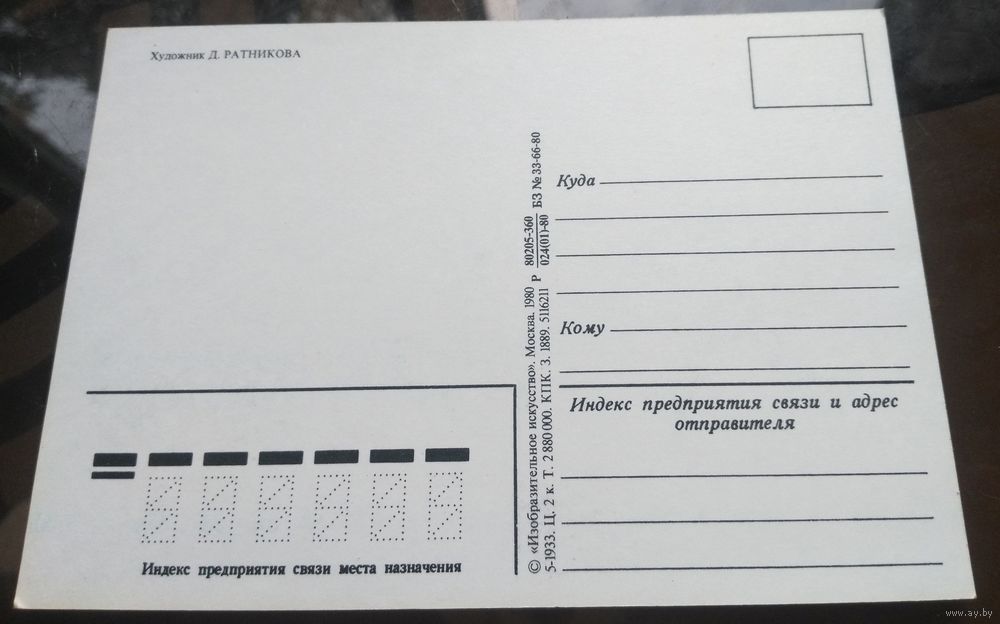 Художник Д. РАТНИКОВА
Куда
Кому
Индекс предприятия связи и адрес
отправителя
© «Изобразительное искусство». Москва. 1980 Р 80205-360 БЗ № 33-66-80
024(01)-80
5-1933. Ц. 2 к. Т. 2 880 000. КПК. З. 1889. 5116211
Индекс предприятия связи места назначения
www.ay.by